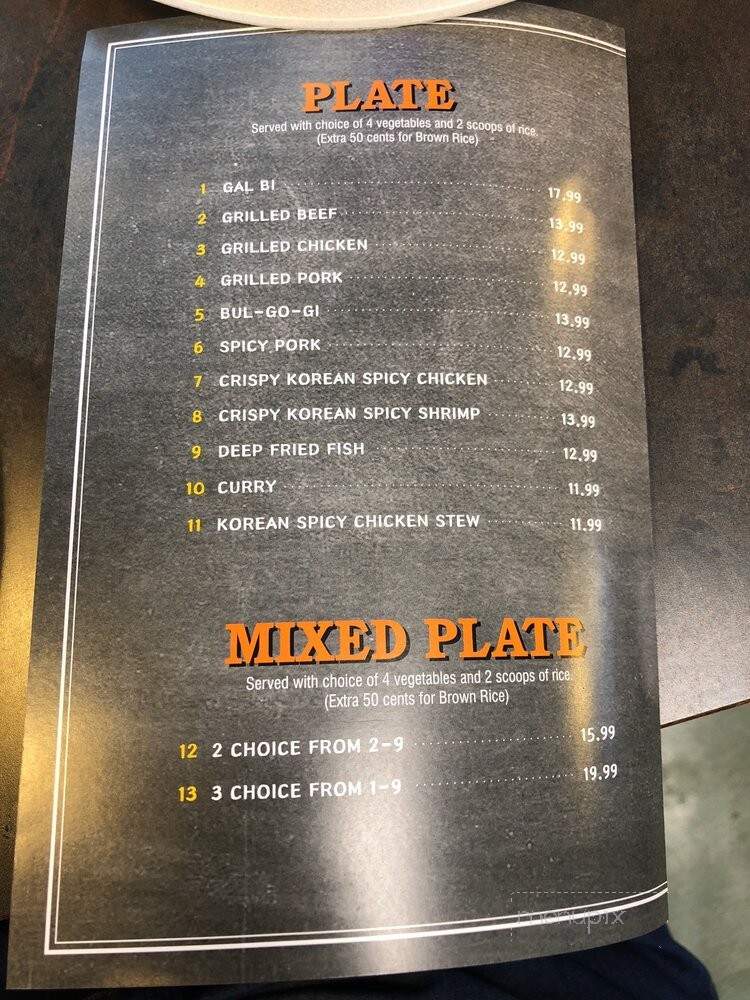 PLATE
Served with choice of 4 vegetables and 2 scoops of rice.
(Extra 50 cents for Brown Rice)
1 GAL BI 17.99
2 GRILLED BEEF 13.99
3 GRILLED CHICKEN 12.99
4 GRILLED PORK 12.99
5 BUL-GO-GI 13.99
6 SPICY PORK 12.99
7 CRISPY KOREAN SPICY CHICKEN 12.99
8 CRISPY KOREAN SPICY SHRIMP 13.99
9 DEEP FRIED FISH 12.99
10 CURRY 11.99
11 KOREAN SPICY CHICKEN STEW 11.99
MIXED PLATE
Served with choice of 4 vegetables and 2 scoops of rice.
(Extra 50 cents for Brown Rice)
12 2 CHOICE FROM 2-9 15.99
13 3 CHOICE FROM 1-9 19.99
menupix